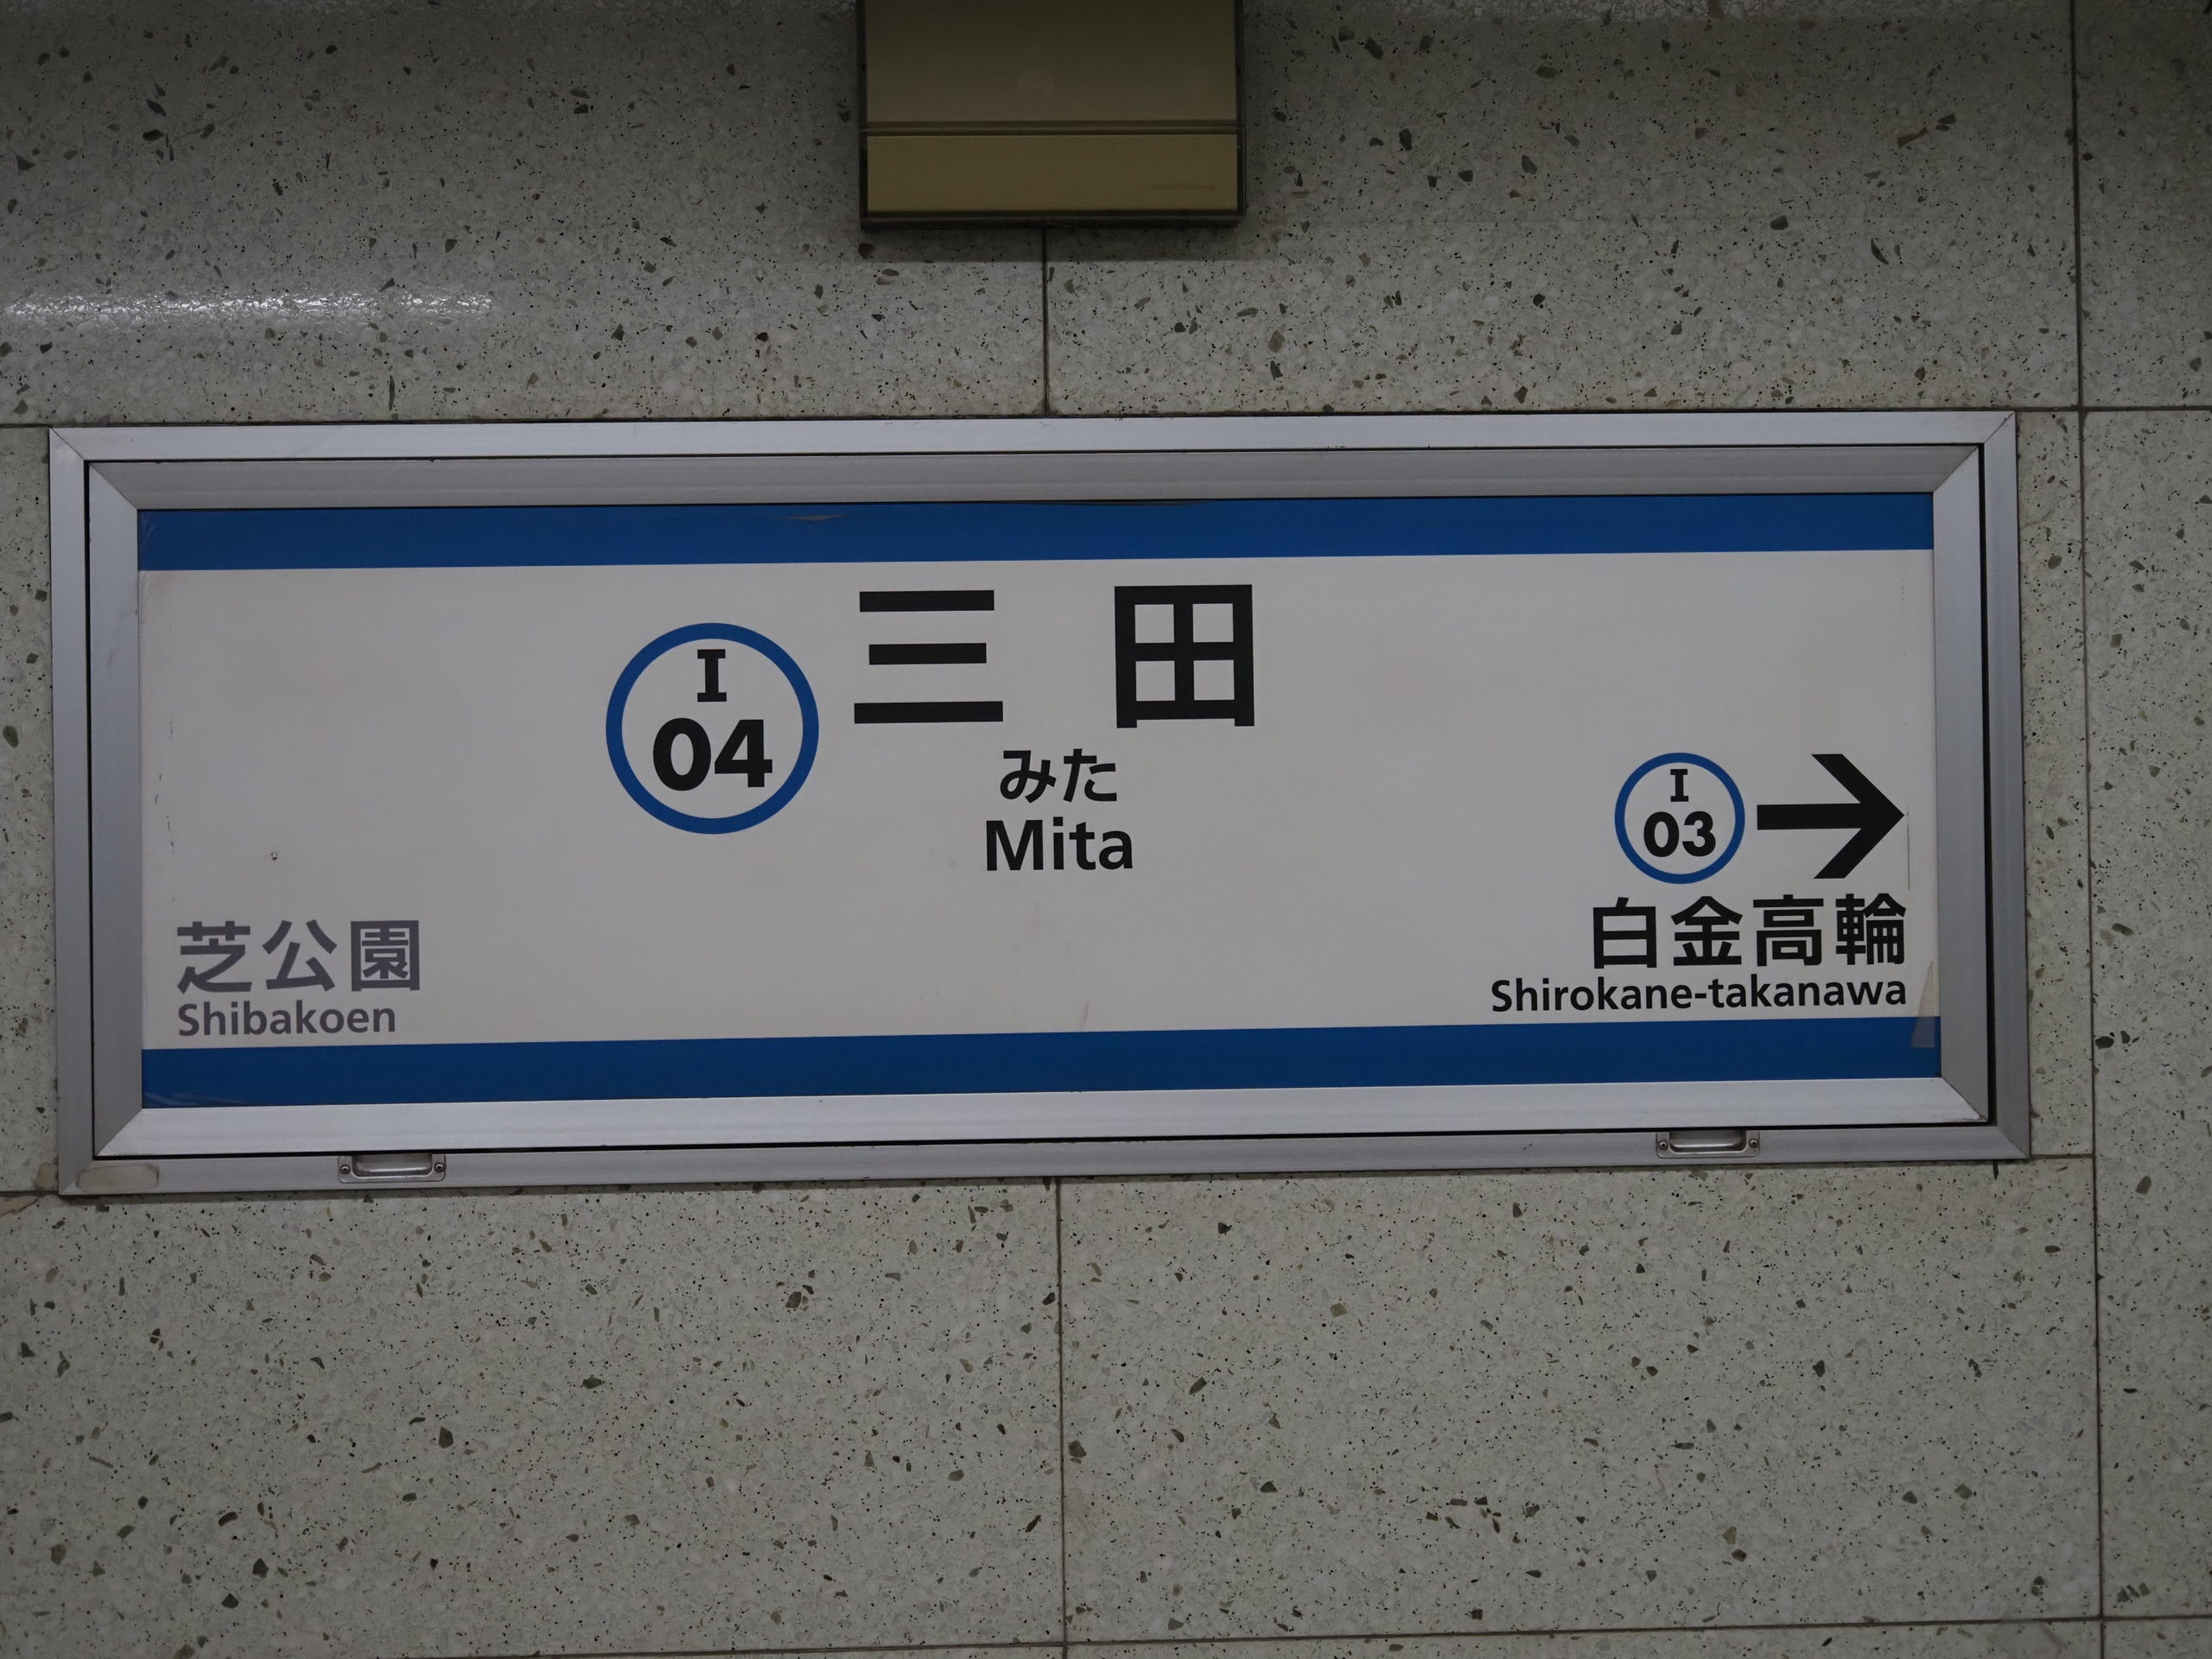 I
04
三田
みた
Mita
I
03
白金高輪
Shirokane-takanawa
芝公園
Shibakoen